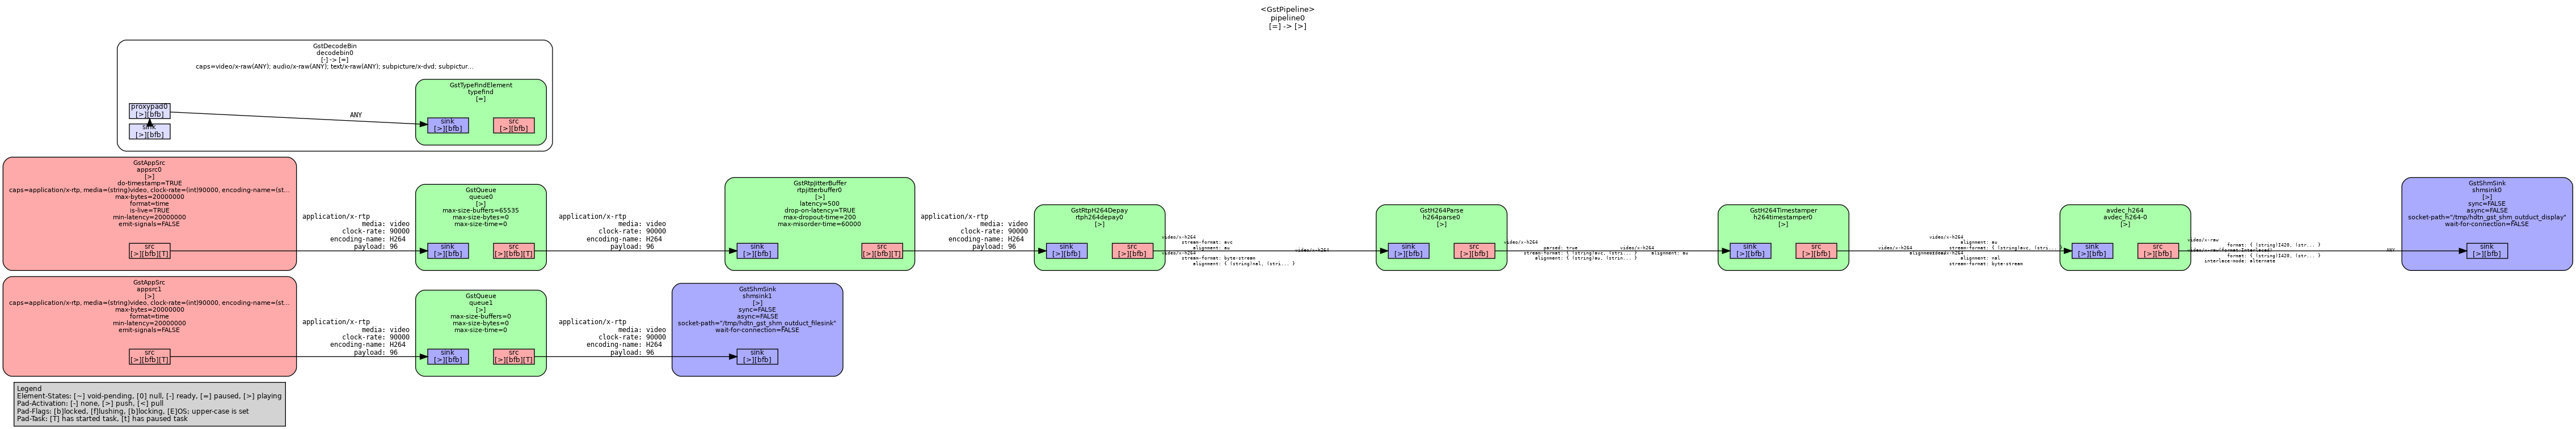 <GstPipeline>
pipeline0
[=] -> [>]
GstDecodeBin
decodebin0
[-] -> [=]
caps=video/x-raw(ANY); audio/x-raw(ANY); text/x-raw(ANY); subpicture/x-dvd; subpictur...
GstTypeFindElement
typefind
[=]
proxypad0
[>][bfb]
sink
[>][bfb]
ANY
sink
[>][bfb]
src
[>][bfb]
GstAppSrc
appsrc0
[>]
do-timestamp=TRUE
caps=application/x-rtp, media=(string)video, clock-rate=(int)90000, encoding-name=(st...
max-bytes=20000000
format=time
is-live=TRUE
min-latency=20000000
emit-signals=FALSE
src
[>][bfb][T]
application/x-rtp
media: video
clock-rate: 90000
encoding-name: H264
payload: 96
GstQueue
queue0
[>]
max-size-buffers=65535
max-size-bytes=0
max-size-time=0
sink
[>][bfb]
src
[>][bfb][T]
application/x-rtp
media: video
clock-rate: 90000
encoding-name: H264
payload: 96
GstRtpJitterBuffer
rtpjitterbuffer0
[>]
latency=500
drop-on-latency=TRUE
max-dropout-time=200
max-misorder-time=60000
sink
[>][bfb]
src
[>][bfb][T]
application/x-rtp
media: video
clock-rate: 90000
encoding-name: H264
payload: 96
GstRtpH264Depay
rtph264depay0
[>]
sink
[>][bfb]
src
[>][bfb]
video/x-h264
stream-format: avc
alignment: au
video/x-h264
stream-format: byte-stream
alignment: { (string)nal, (stri... }
video/x-h264
GstH264Parse
h264parse0
[>]
sink
[>][bfb]
src
[>][bfb]
video/x-h264
parsed: true
stream-format: { (string)avc, (stri... }
alignment: { (string)au, (strin... }
video/x-h264
alignment: au
GstH264Timestamper
h264timestamper0
[>]
sink
[>][bfb]
src
[>][bfb]
video/x-h264
video/x-h264
alignment: au
stream-format: { (string)avc, (stri... }
alignment: nal
stream-format: byte-stream
avdec_h264
avdec_h264-0
[>]
sink
[>][bfb]
src
[>][bfb]
video/x-raw
format: { (string)I420, (str... }
video/x-raw(format:Interlaced)
format: { (string)I420, (str... }
interlace-mode: alternate
ANY
GstShmSink
shmsink0
[>]
sync=FALSE
async=FALSE
socket-path="/tmp/hdtn_gst_shm_outduct_display"
wait-for-connection=FALSE
sink
[>][bfb]
GstAppSrc
appsrc1
[>]
caps=application/x-rtp, media=(string)video, clock-rate=(int)90000, encoding-name=(st...
max-bytes=20000000
format=time
min-latency=20000000
emit-signals=FALSE
src
[>][bfb][T]
application/x-rtp
media: video
clock-rate: 90000
encoding-name: H264
payload: 96
GstQueue
queue1
[>]
max-size-buffers=0
max-size-bytes=0
max-size-time=0
sink
[>][bfb]
src
[>][bfb][T]
application/x-rtp
media: video
clock-rate: 90000
encoding-name: H264
payload: 96
GstShmSink
shmsink1
[>]
sync=FALSE
async=FALSE
socket-path="/tmp/hdtn_gst_shm_outduct_filesink"
wait-for-connection=FALSE
sink
[>][bfb]
Legend
Element-States: [~] void-pending, [0] null, [-] ready, [=] paused, [>] playing
Pad-Activation: [-] none, [>] push, [<] pull
Pad-Flags: [b]locked, [f]lushing, [b]locking, [E]OS; upper-case is set
Pad-Task: [T] has started task, [t] has paused task